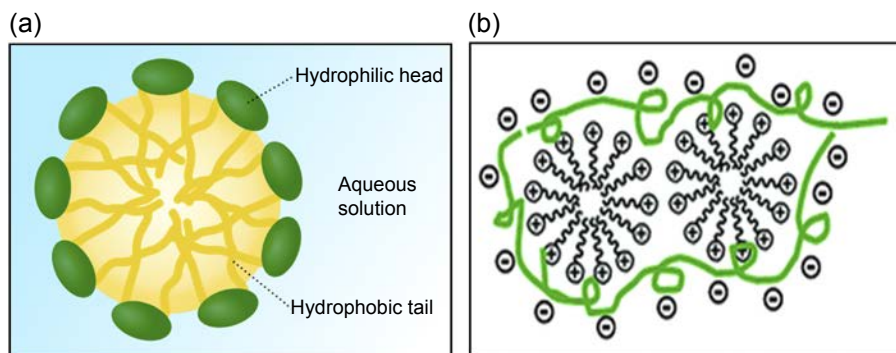 (a)
Hydrophilic head
Aqueous
solution
Hydrophobic tail
(b)